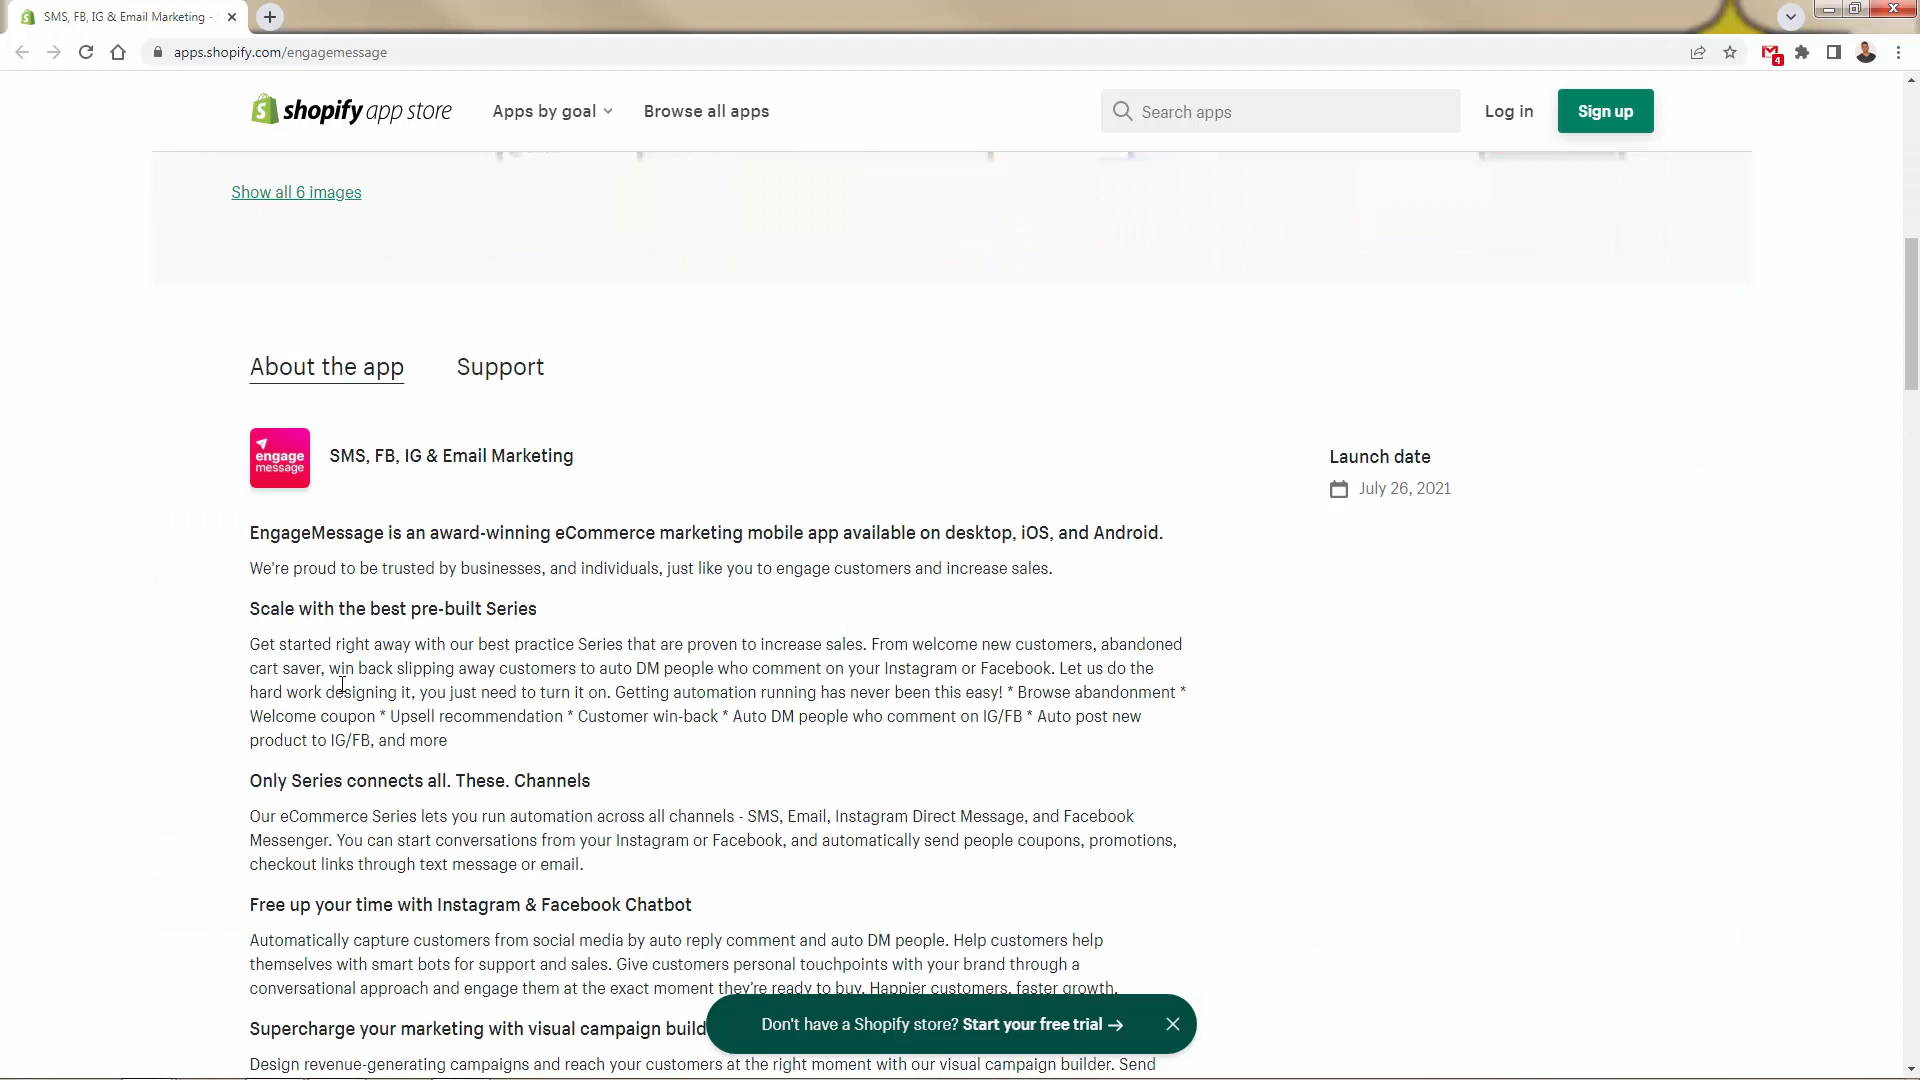 SMS, FB, IG & Email Marketing -
apps.shopify.com/engagemessage
4
shopify app store
Apps by goal
Browse all apps
Search apps
Log in
Sign up
Show all 6 images
About the app
Support
engage
message
SMS, FB, IG & Email Marketing
Launch date
July 26, 2021
EngageMessage is an award-winning eCommerce marketing mobile app available on desktop, iOS, and Android.
We're proud to be trusted by businesses, and individuals, just like you to engage customers and increase sales.
Scale with the best pre-built Series
Get started right away with our best practice Series that are proven to increase sales. From welcome new customers, abandoned
cart saver, win back slipping away customers to auto DM people who comment on your Instagram or Facebook. Let us do the
hard work designing it, you just need to turn it on. Getting automation running has never been this easy! * Browse abandonment *
Welcome coupon * Upsell recommendation * Customer win-back * Auto DM people who comment on IG/FB * Auto post new
product to IG/FB, and more
Only Series connects all. These. Channels
Our eCommerce Series lets you run automation across all channels - SMS, Email, Instagram Direct Message, and Facebook
Messenger. You can start conversations from your Instagram or Facebook, and automatically send people coupons, promotions,
checkout links through text message or email.
Free up your time with Instagram & Facebook Chatbot
Automatically capture customers from social media by auto reply comment and auto DM people. Help customers help
themselves with smart bots for support and sales. Give customers personal touchpoints with your brand through a
conversational approach and engage them at the exact moment they're ready to buy. Happier customers, faster growth.
Supercharge your marketing with visual campaign build
Don't have a Shopify store? Start your free trial →
Design revenue-generating campaigns and reach your customers at the right moment with our visual campaign builder. Send